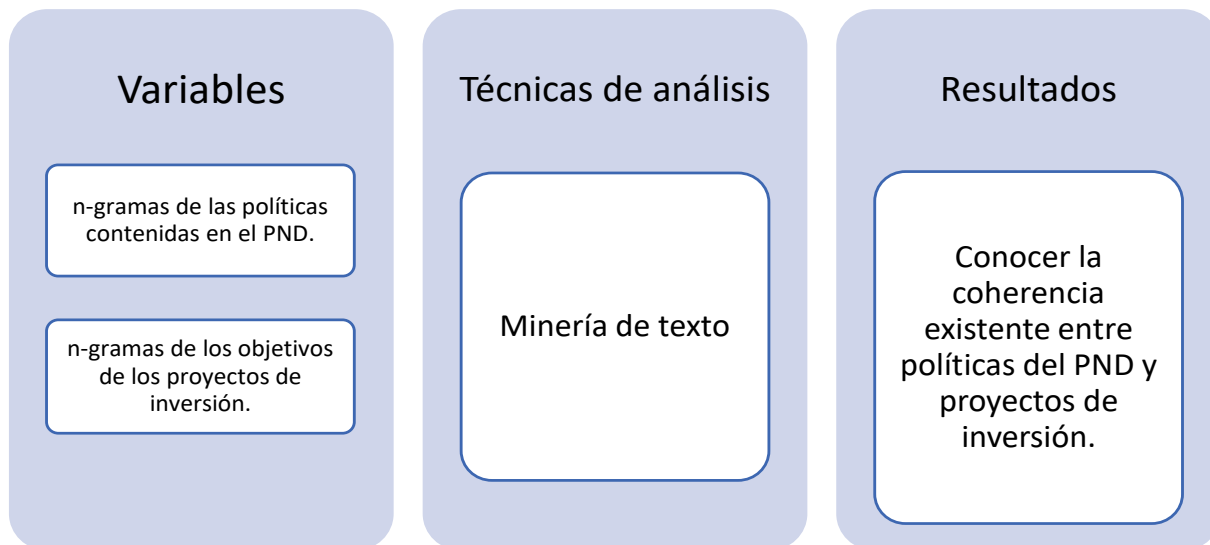 Variables
n-gramas de las políticas
contenidas en el PND.
n-gramas de los objetivos
de los proyectos de
inversión.
Técnicas de análisis
Minería de texto
Resultados
Conocer la
coherencia
existente entre
políticas del PND y
proyectos de
inversión.